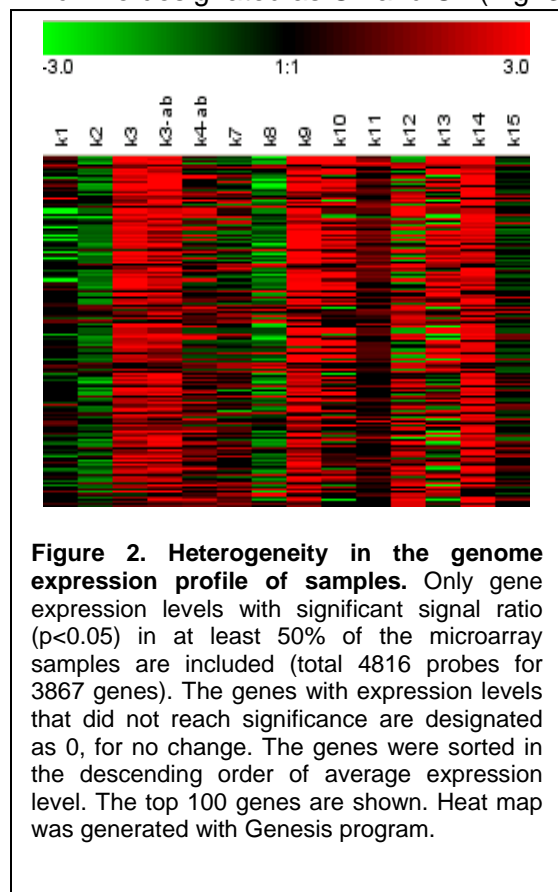 -3.0 1:1 3.0
k1 k2 k3 k3-ab k4-ab k7 k8 k9 k10 k11 k12 k13 k14 k15
Figure 2. Heterogeneity in the genome
expression profile of samples. Only gene
expression levels with significant signal ratio
(p<0.05) in at least 50% of the microarray
samples are included (total 4816 probes for
3867 genes). The genes with expression levels
that did not reach significance are designated
as 0, for no change. The genes were sorted in
the descending order of average expression
level. The top 100 genes are shown. Heat map
was generated with Genesis program.